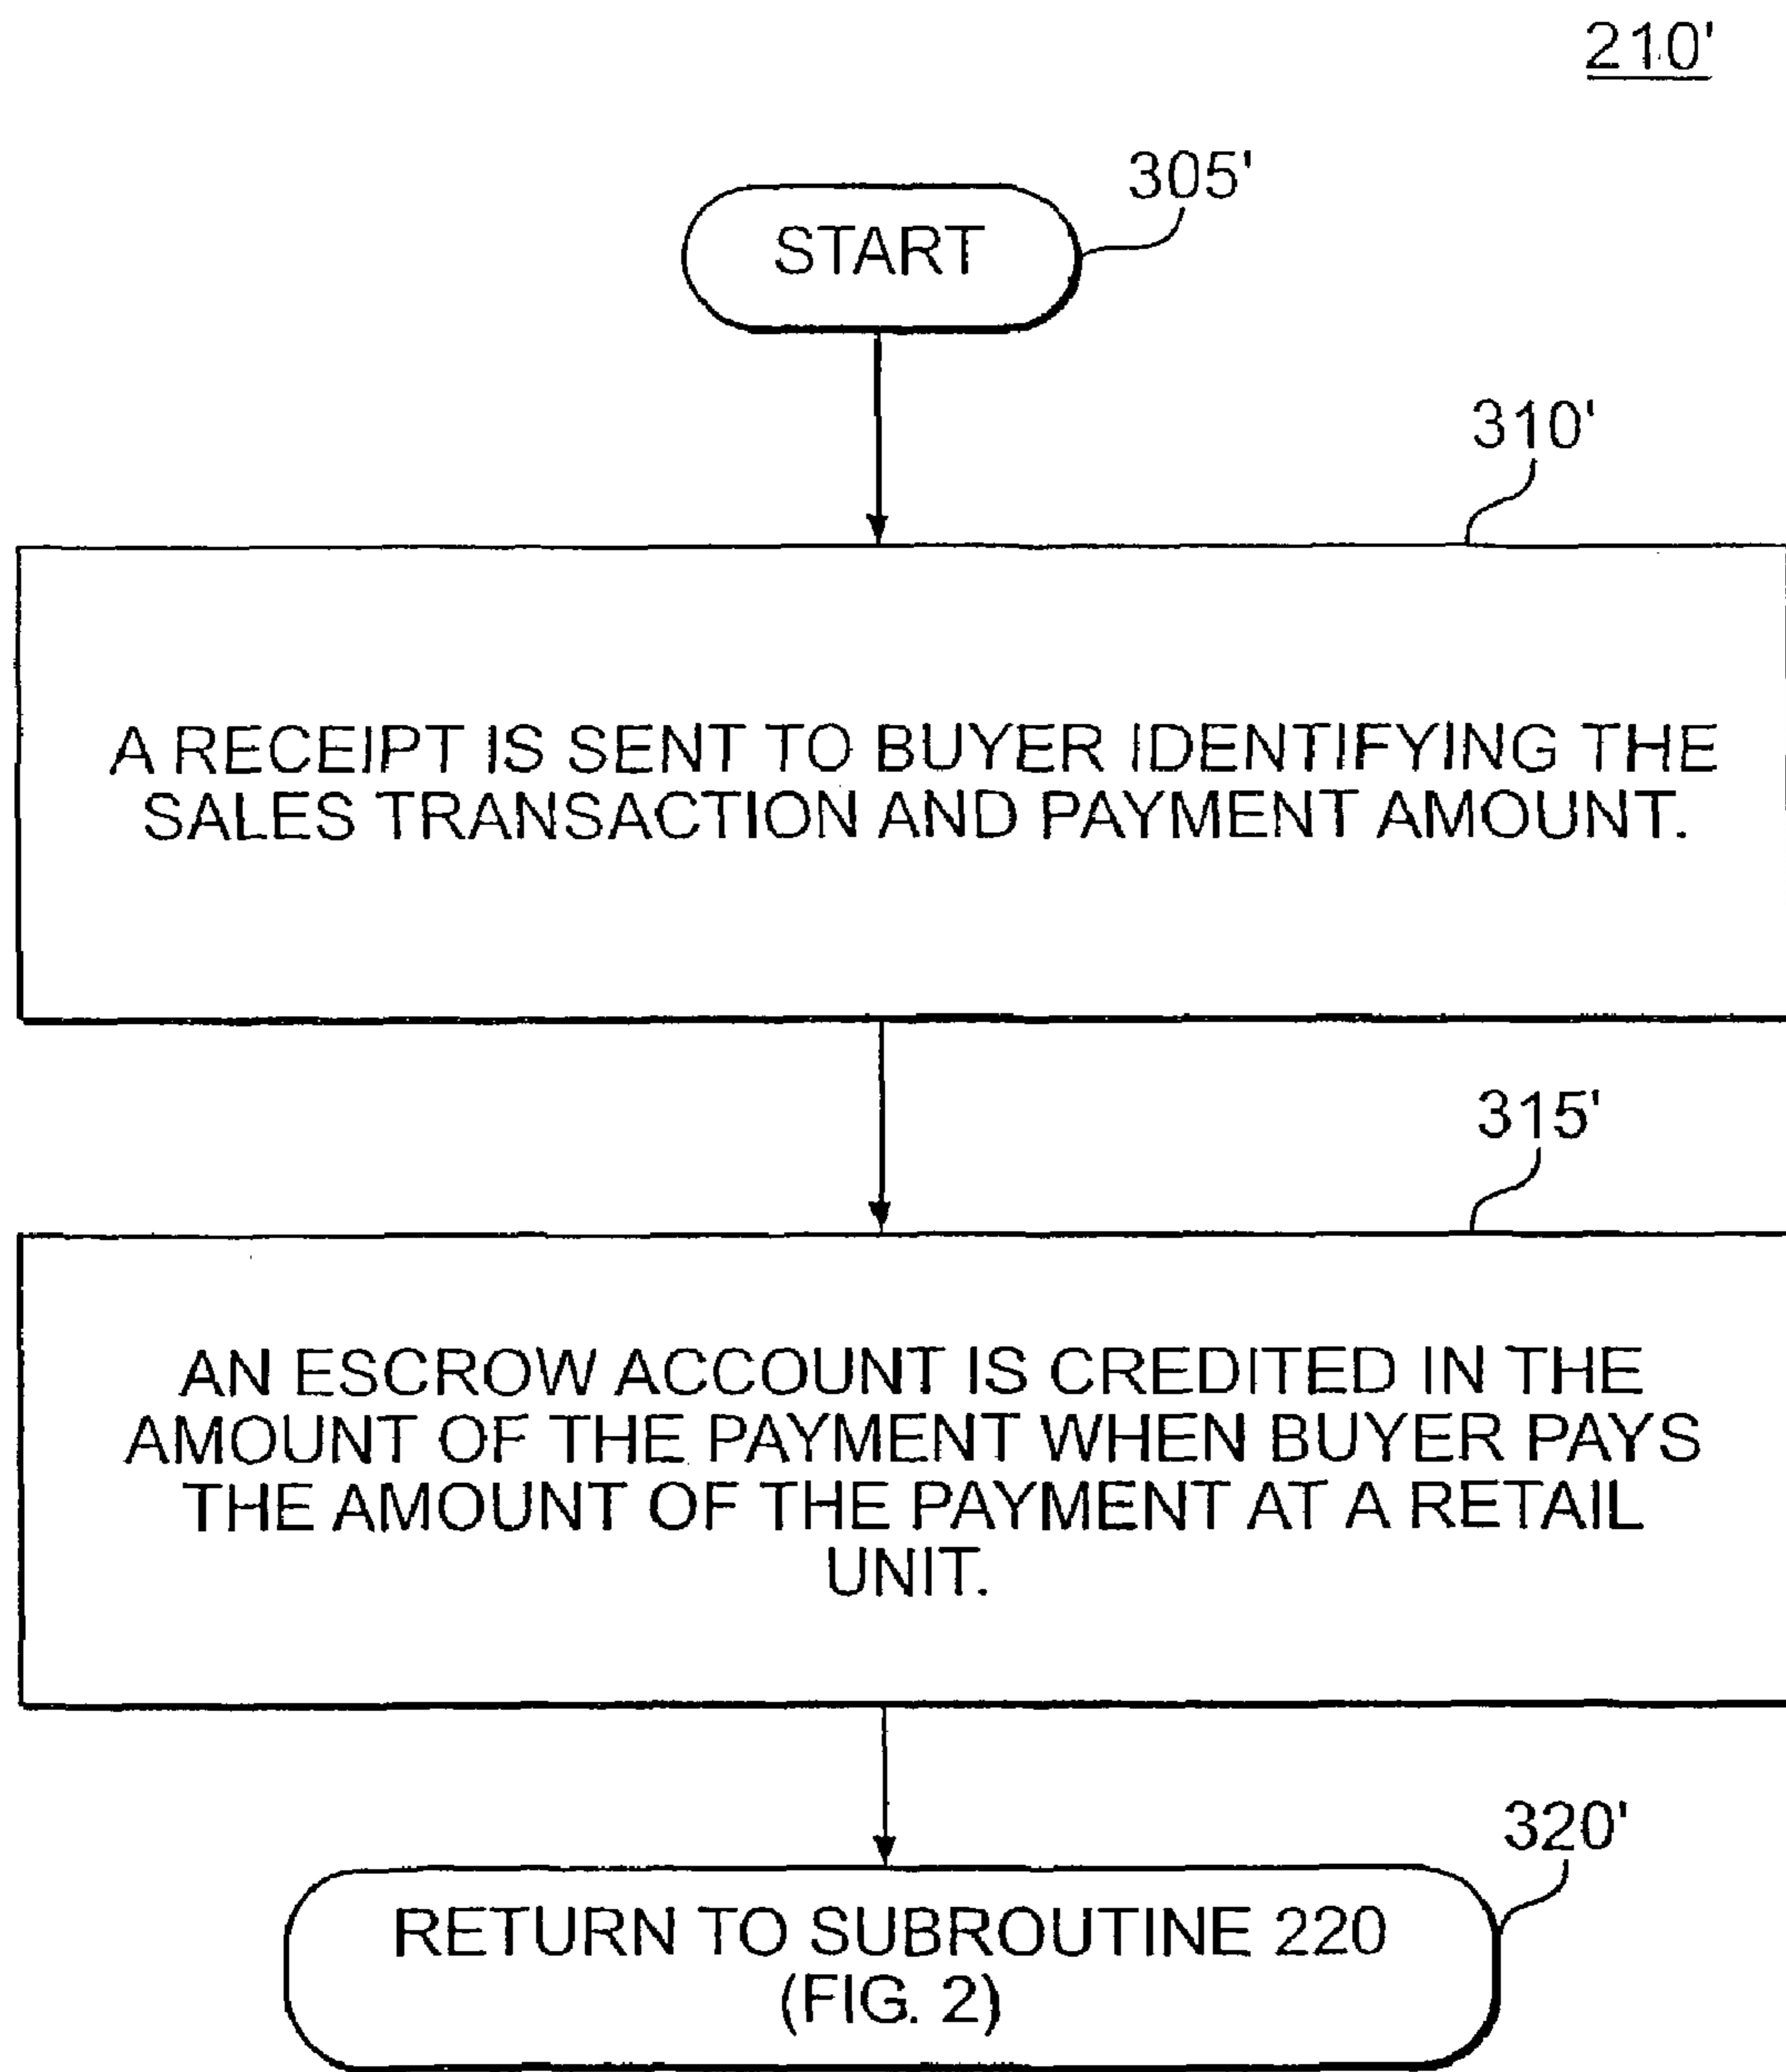 210'
305'
START
310'
A RECEIPT IS SENT TO BUYER IDENTIFYING THE
SALES TRANSACTION AND PAYMENT AMOUNT.
315'
AN ESCROW ACCOUNT IS CREDITED IN THE
AMOUNT OF THE PAYMENT WHEN BUYER PAYS
THE AMOUNT OF THE PAYMENT AT A RETAIL
UNIT.
320'
RETURN TO SUBROUTINE 220
(FIG. 2)